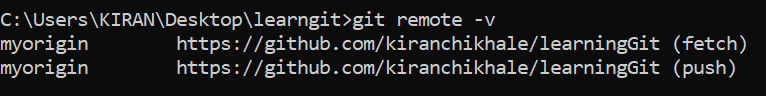 C:\Users\KIRAN\Desktop\learngit>git remote -v
myorigin        https://github.com/kiranchikhale/learningGit (fetch)
myorigin        https://github.com/kiranchikhale/learningGit (push)